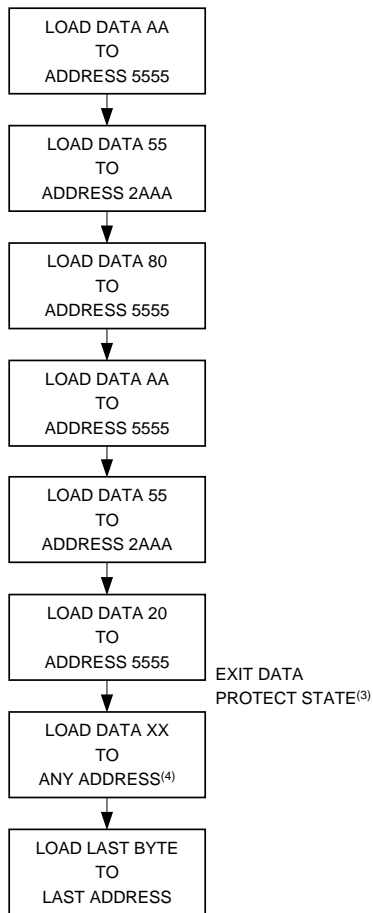 LOAD DATA AA
TO
ADDRESS 5555
LOAD DATA 55
TO
ADDRESS 2AAA
LOAD DATA 80
TO
ADDRESS 5555
LOAD DATA AA
TO
ADDRESS 5555
LOAD DATA 55
TO
ADDRESS 2AAA
LOAD DATA 20
TO
ADDRESS 5555
EXIT DATA
PROTECT STATE(3)
LOAD DATA XX
TO
ANY ADDRESS(4)
LOAD LAST BYTE
TO
LAST ADDRESS